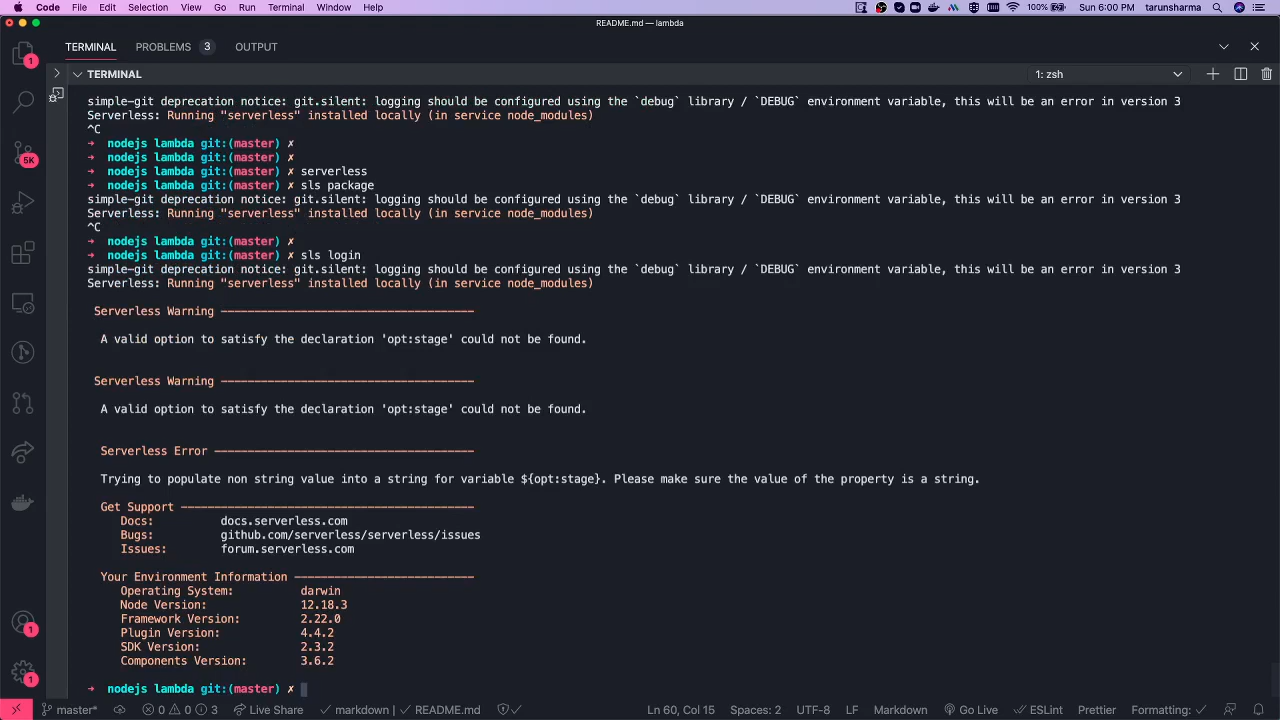 Code File Edit Selection View Go Run Terminal Window Help 100% Sun 6:00 PM tarunsharma
README.md — lambda
TERMINAL PROBLEMS 3 OUTPUT
TERMINAL 1: zsh
simple-git deprecation notice: git.silent: logging should be configured using the `debug` library / `DEBUG` environment variable, this will be an error in version 3
Serverless: Running "serverless" installed locally (in service node_modules)
^C
➜ nodejs lambda git:(master) ✗
➜ nodejs lambda git:(master) ✗
➜ nodejs lambda git:(master) ✗ serverless
➜ nodejs lambda git:(master) ✗ sls package
simple-git deprecation notice: git.silent: logging should be configured using the `debug` library / `DEBUG` environment variable, this will be an error in version 3
Serverless: Running "serverless" installed locally (in service node_modules)
^C
➜ nodejs lambda git:(master) ✗
➜ nodejs lambda git:(master) ✗ sls login
simple-git deprecation notice: git.silent: logging should be configured using the `debug` library / `DEBUG` environment variable, this will be an error in version 3
Serverless: Running "serverless" installed locally (in service node_modules)
Serverless Warning --------------------------------------
A valid option to satisfy the declaration 'opt:stage' could not be found.
Serverless Warning --------------------------------------
A valid option to satisfy the declaration 'opt:stage' could not be found.
Serverless Error ---------------------------------------
Trying to populate non string value into a string for variable ${opt:stage}. Please make sure the value of the property is a string.
Get Support --------------------------------------------
Docs: docs.serverless.com
Bugs: github.com/serverless/serverless/issues
Issues: forum.serverless.com
Your Environment Information ---------------------------
Operating System: darwin
Node Version: 12.18.3
Framework Version: 2.22.0
Plugin Version: 4.4.2
SDK Version: 2.3.2
Components Version: 3.6.2
➜ nodejs lambda git:(master) ✗
1
5K
1
1
master* 0 0 3 Live Share markdown | README.md Ln 60, Col 15 Spaces: 2 UTF-8 LF Markdown Go Live ESLint Prettier Formatting: ✓